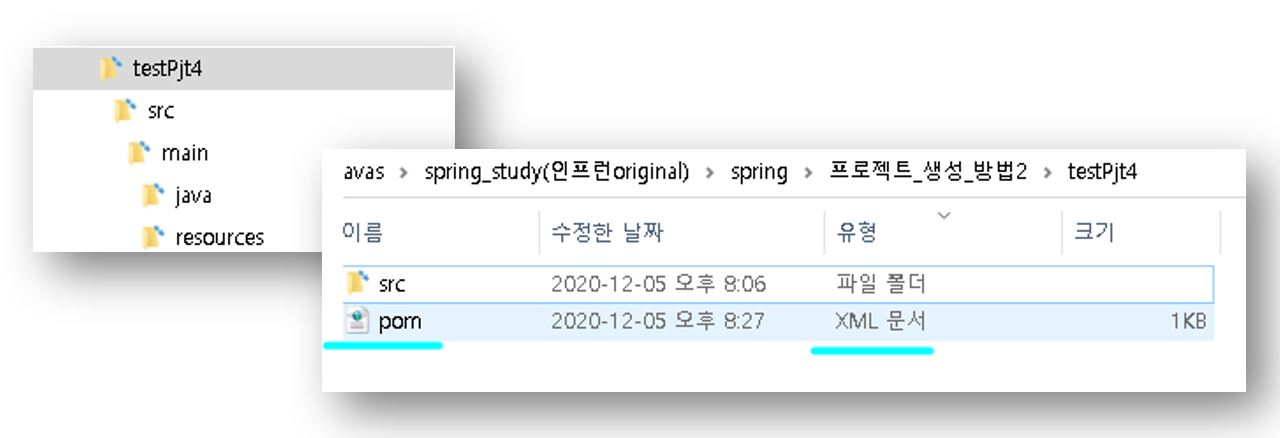 testPjt4
src
main
java
resources
avas > spring_study(인프런original) > spring > 프로젝트_생성_방법2 > testPjt4
이름 수정한 날짜 유형 크기
src 2020-12-05 오후 8:06 파일 폴더
pom 2020-12-05 오후 8:27 XML 문서 1KB